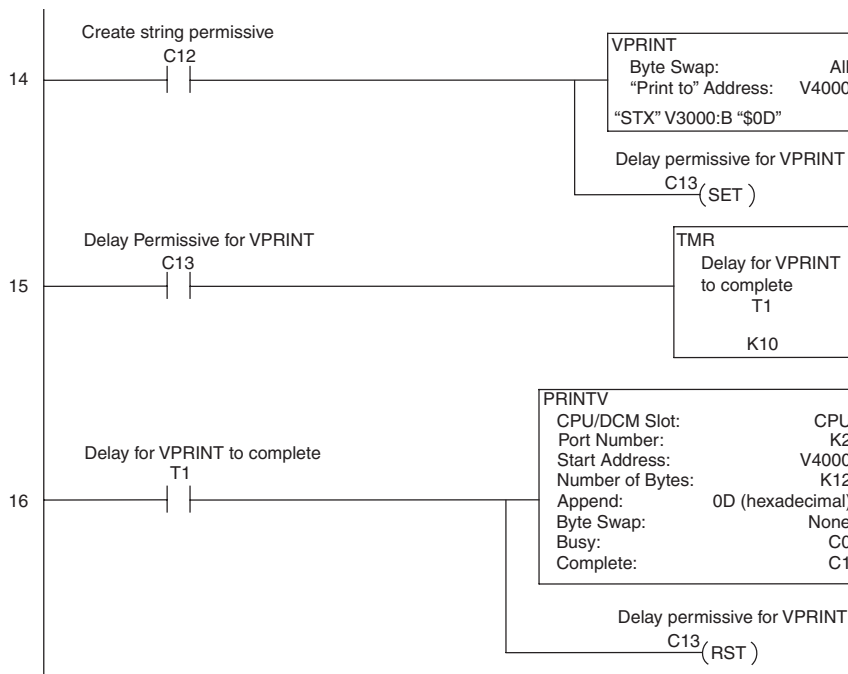 Create string permissive
C12
14
VPRINT
Byte Swap: All
"Print to" Address: V4000
"STX" V3000:B "$0D"
Delay permissive for VPRINT
C13 (SET)
Delay Permissive for VPRINT
C13
15
TMR
Delay for VPRINT
to complete
T1
K10
Delay for VPRINT to complete
T1
16
PRINTV
CPU/DCM Slot: CPU
Port Number: K2
Start Address: V4000
Number of Bytes: K12
Append: 0D (hexadecimal)
Byte Swap: None
Busy: C0
Complete: C1
Delay permissive for VPRINT
C13 (RST)